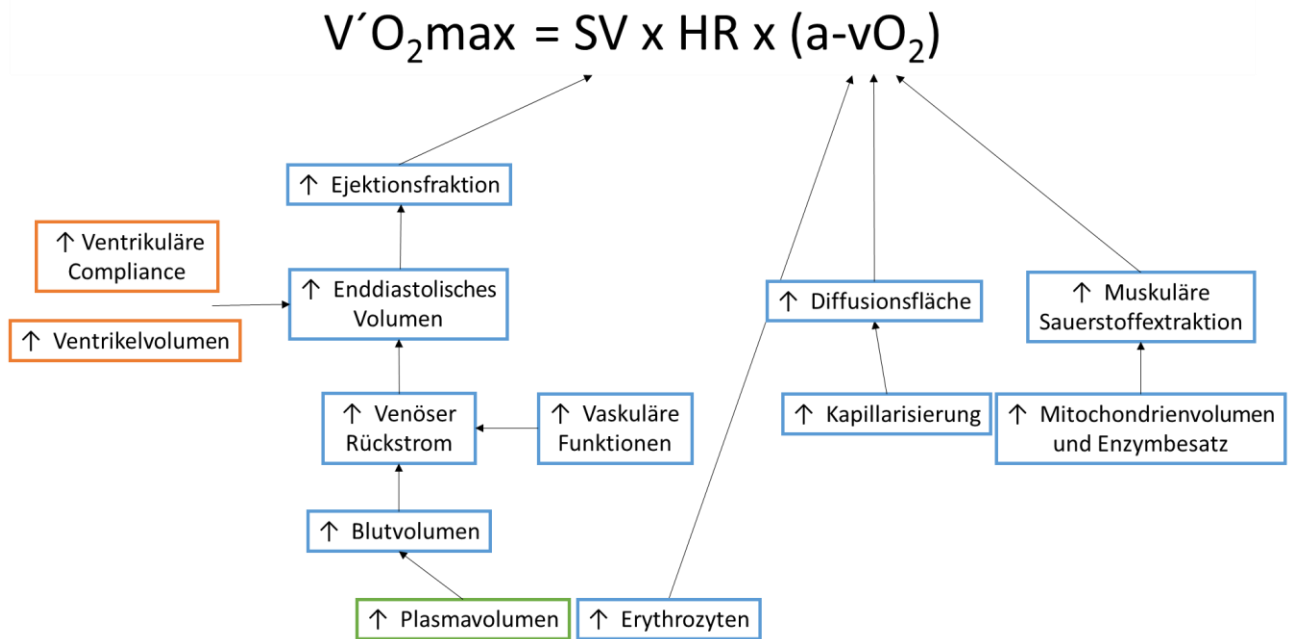 V´O₂max = SV x HR x (a-vO₂)
↑ Ejektionsfraktion
↑ Ventrikuläre
Compliance
↑ Enddiastolisches
Volumen
↑ Ventrikelvolumen
↑ Diffusionsfläche
↑ Muskuläre
Sauerstoffextraktion
↑ Venöser
Rückstrom
↑ Vaskuläre
Funktionen
↑ Kapillarisierung
↑ Mitochondrienvolumen
und Enzymbesatz
↑ Blutvolumen
↑ Plasmavolumen
↑ Erythrozyten